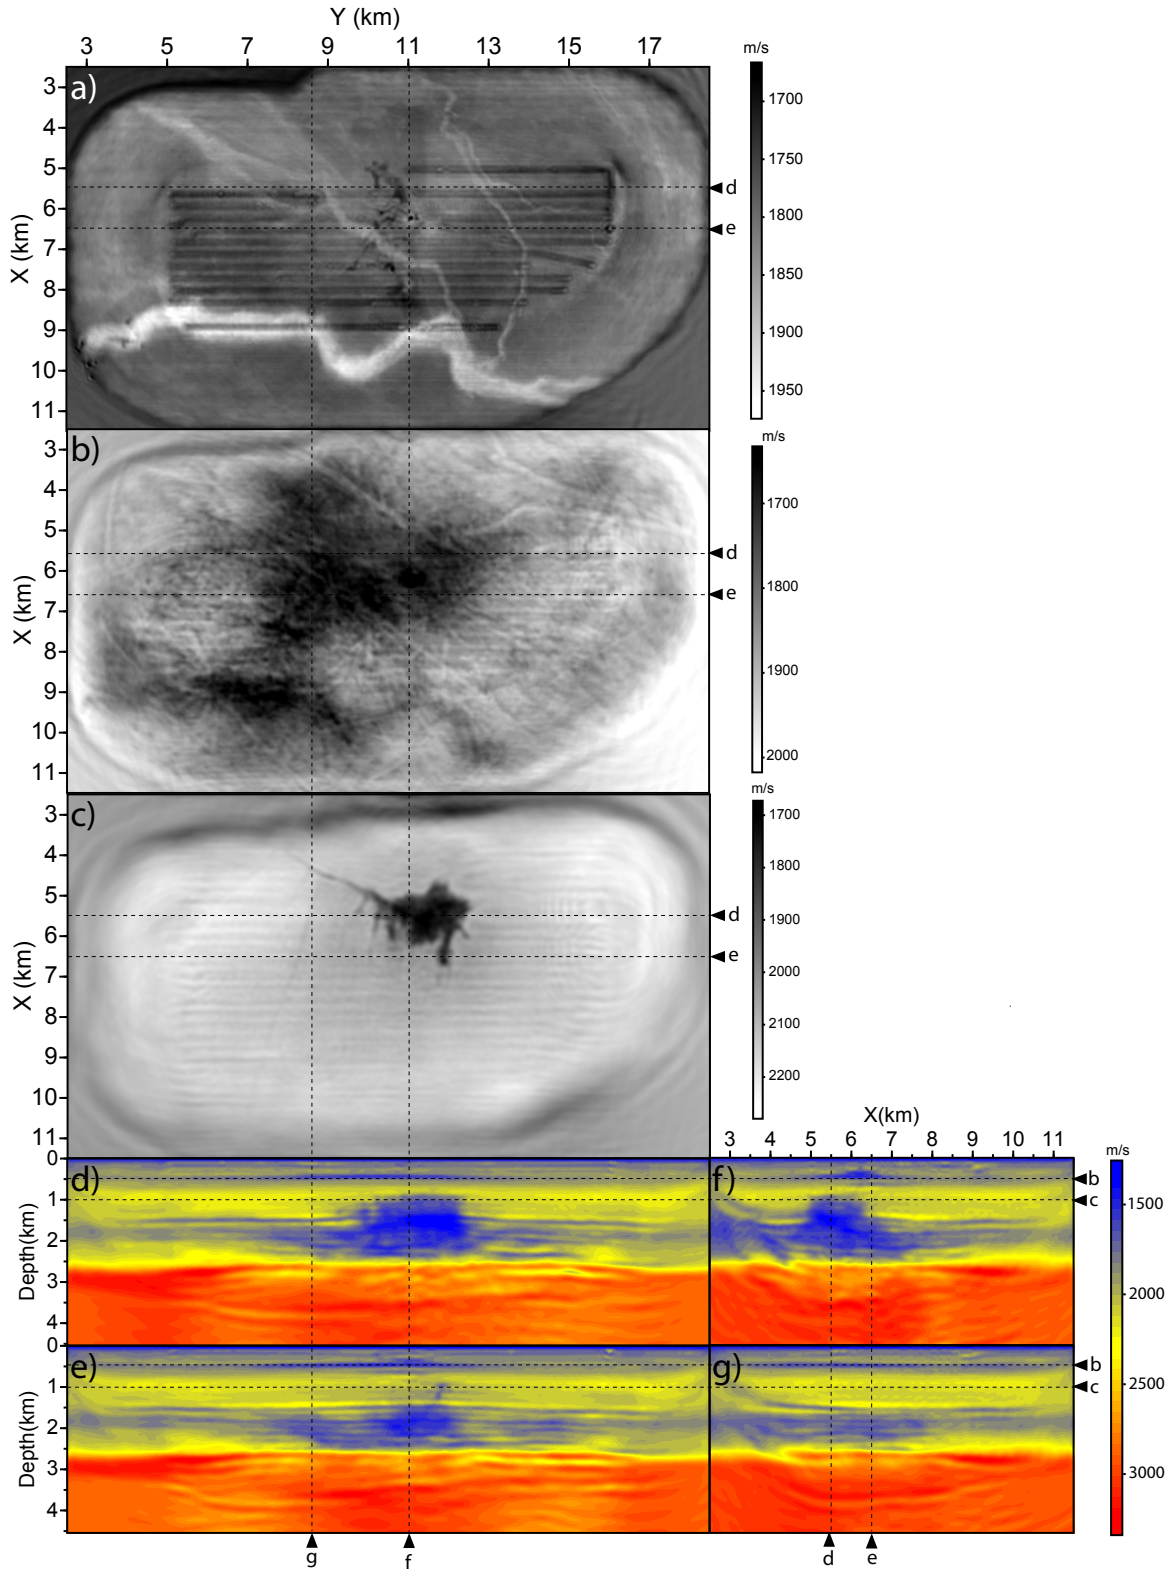 Y (km)
3 5 7 9 11 13 15 17
m/s
a)
X (km)
3
4
5
6
7
8
9
10
11
d
e
1700
1750
1800
1850
1900
1950
b)
X (km)
3
4
5
6
7
8
9
10
11
d
e
m/s
1700
1800
1900
2000
c)
X (km)
3
4
5
6
7
8
9
10
11
d
e
m/s
1700
1800
1900
2000
2100
2200
X(km)
3 4 5 6 7 8 9 10 11
m/s
d)
Depth(km)
0
1
2
3
4
f)
b
c
e)
Depth(km)
0
1
2
3
4
g)
b
c
1500
2000
2500
3000
g f d e